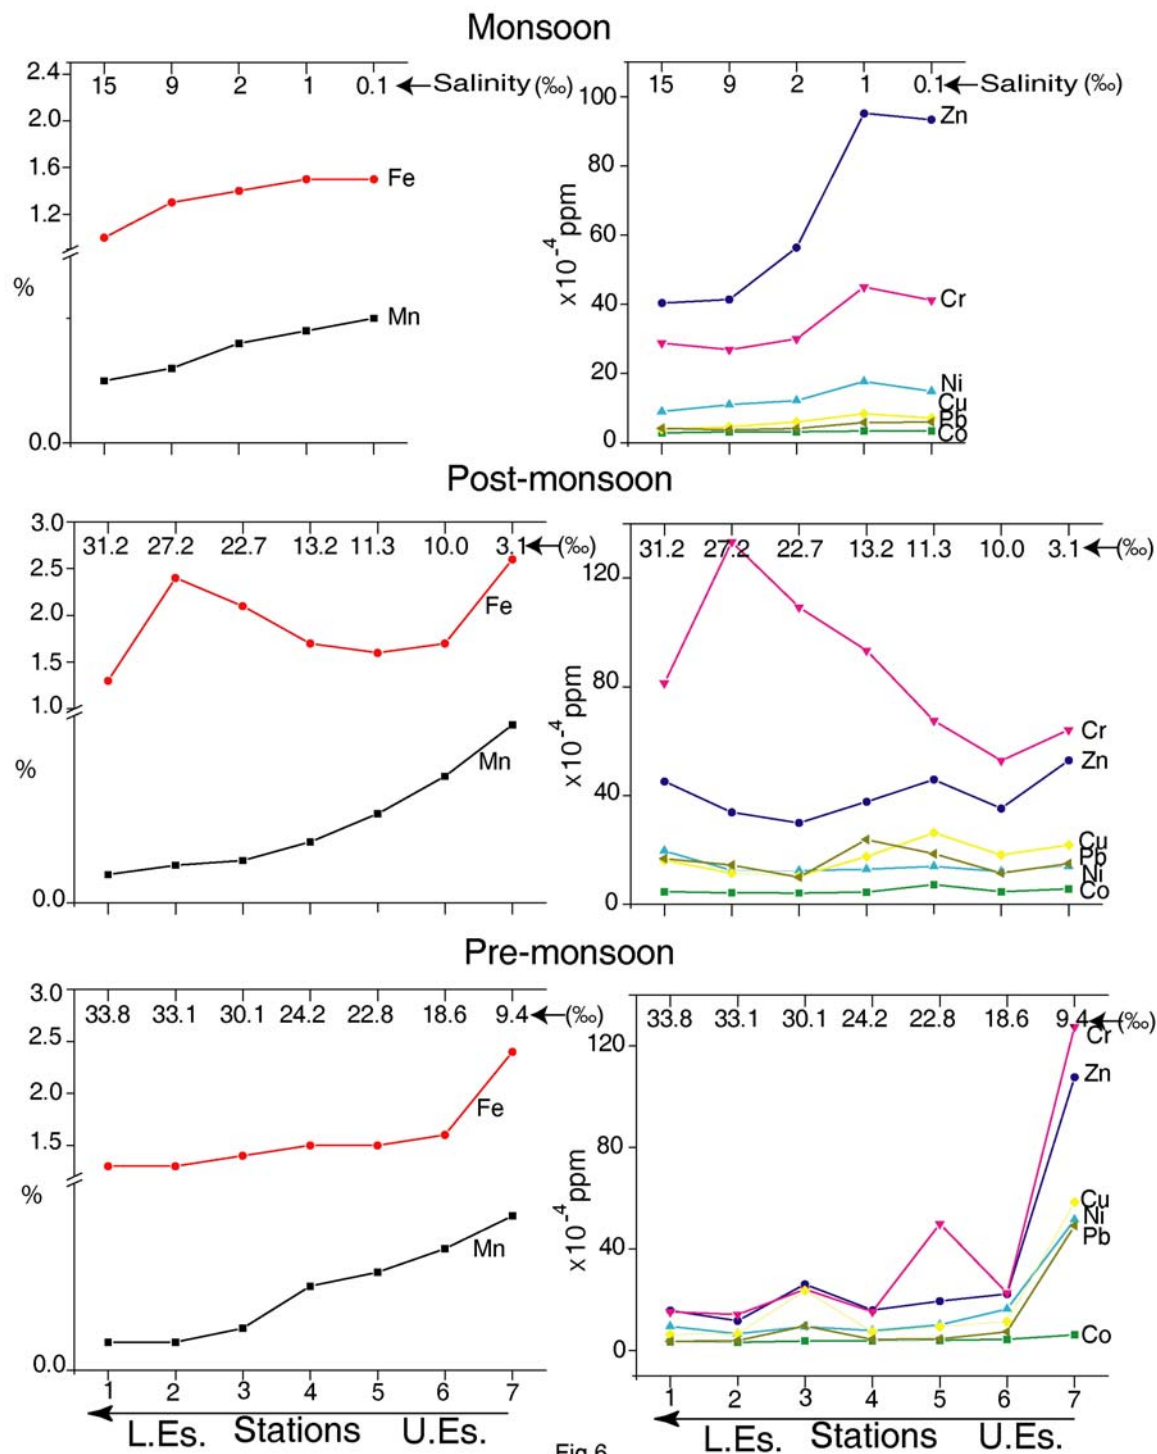 Monsoon
2.4
15 9 2 1 0.1 Salinity (‰)
2.0
1.6
Fe
1.2
%
Mn
0.0
15 9 2 1 0.1 Salinity (‰)
100
Zn
80
60
x10⁻⁴ ppm
40
Cr
20
Ni
Cu
Pb
Co
0
Post-monsoon
3.0
31.2 27.2 22.7 13.2 11.3 10.0 3.1 (‰)
2.5
2.0
Fe
1.5
1.0
%
Mn
0.0
31.2 27.2 22.7 13.2 11.3 10.0 3.1 (‰)
120
80
x10⁻⁴ ppm
Cr
Zn
40
Cu
Pb
Ni
Co
0
Pre-monsoon
3.0
33.8 33.1 30.1 24.2 22.8 18.6 9.4 (‰)
2.5
2.0
Fe
1.5
%
Mn
0.0
1 2 3 4 5 6 7
L.Es. Stations U.Es.
33.8 33.1 30.1 24.2 22.8 18.6 9.4 (‰)
Cr
120
Zn
80
x10⁻⁴ ppm
Cu
Ni
Pb
40
Co
0
1 2 3 4 5 6 7
L.Es. Stations U.Es.
Fig 6